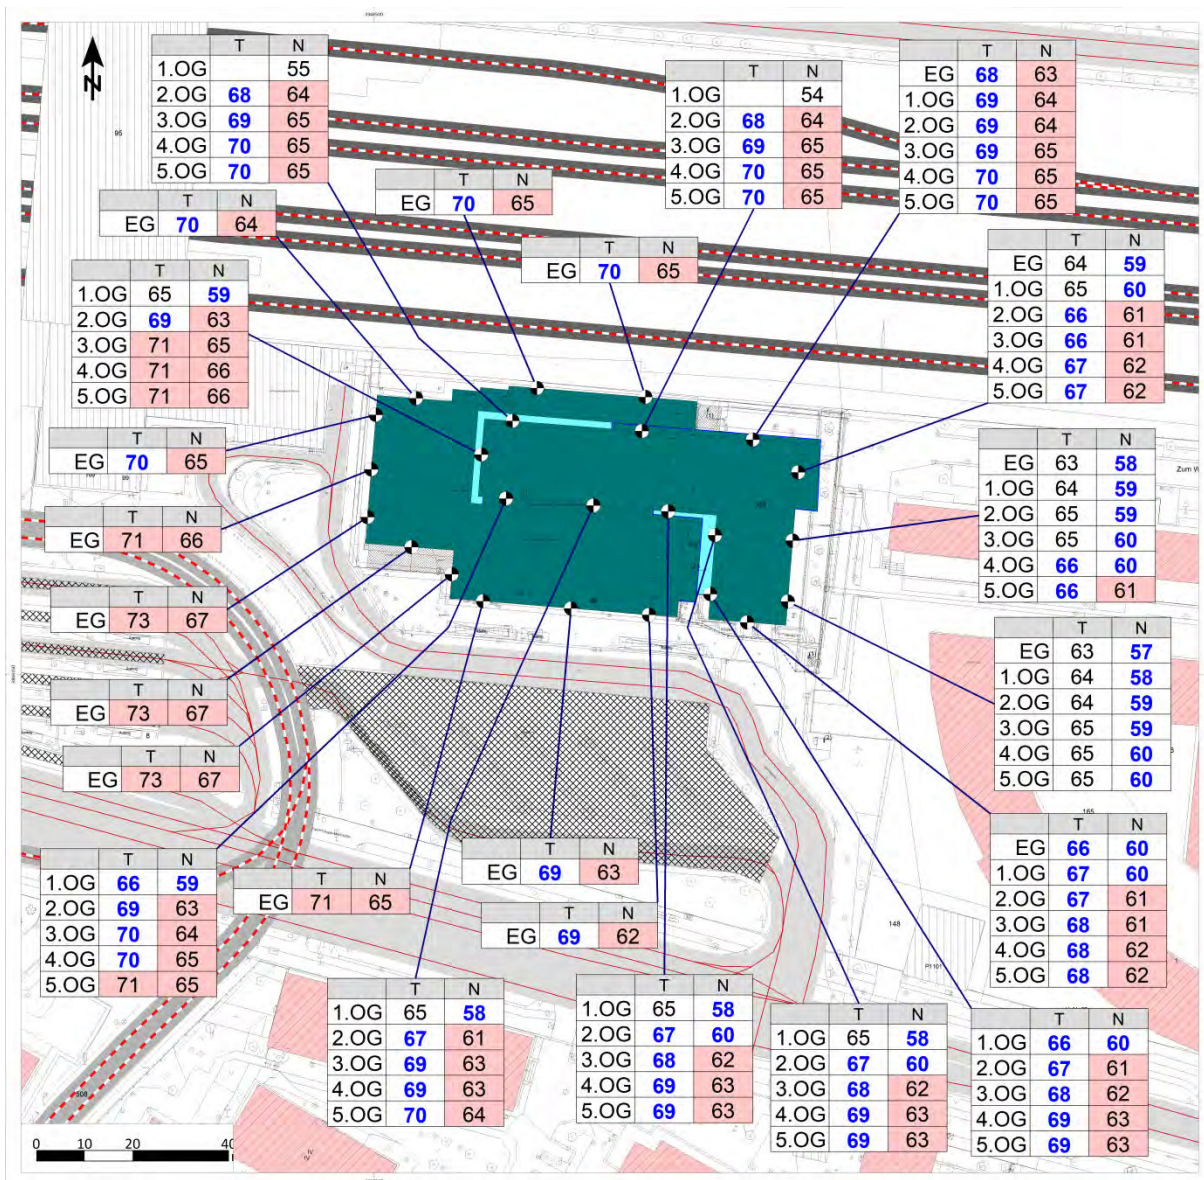 T N
1.OG 55
2.OG 68 64
3.OG 69 65
4.OG 70 65
5.OG 70 65
T N
1.OG 54
2.OG 68 64
3.OG 69 65
4.OG 70 65
5.OG 70 65
T N
EG 68 63
1.OG 69 64
2.OG 69 64
3.OG 69 65
4.OG 70 65
5.OG 70 65
N
95
T N
EG 70 64
T N
EG 70 65
T N
EG 70 65
T N
EG 64 59
1.OG 65 60
2.OG 66 61
3.OG 66 61
4.OG 67 62
5.OG 67 62
T N
1.OG 65 59
2.OG 69 63
3.OG 71 65
4.OG 71 66
5.OG 71 66
T N
EG 70 65
T N
EG 63 58
1.OG 64 59
2.OG 65 59
3.OG 65 60
4.OG 66 60
5.OG 66 61
Zum W
T N
EG 71 66
T N
EG 73 67
T N
EG 63 57
1.OG 64 58
2.OG 64 59
3.OG 65 59
4.OG 65 60
5.OG 65 60
T N
EG 73 67
T N
EG 73 67
165
T N
EG 66 60
1.OG 67 60
2.OG 67 61
3.OG 68 61
4.OG 68 62
5.OG 68 62
T N
1.OG 66 59
2.OG 69 63
3.OG 70 64
4.OG 70 65
5.OG 71 65
T N
EG 71 65
T N
EG 69 63
T N
EG 69 62
148
P1101
T N
1.OG 65 58
2.OG 67 61
3.OG 69 63
4.OG 69 63
5.OG 70 64
T N
1.OG 65 58
2.OG 67 60
3.OG 68 62
4.OG 69 63
5.OG 69 63
T N
1.OG 65 58
2.OG 67 60
3.OG 68 62
4.OG 69 63
5.OG 69 63
T N
1.OG 66 60
2.OG 67 61
3.OG 68 62
4.OG 69 63
5.OG 69 63
508
0 10 20 40